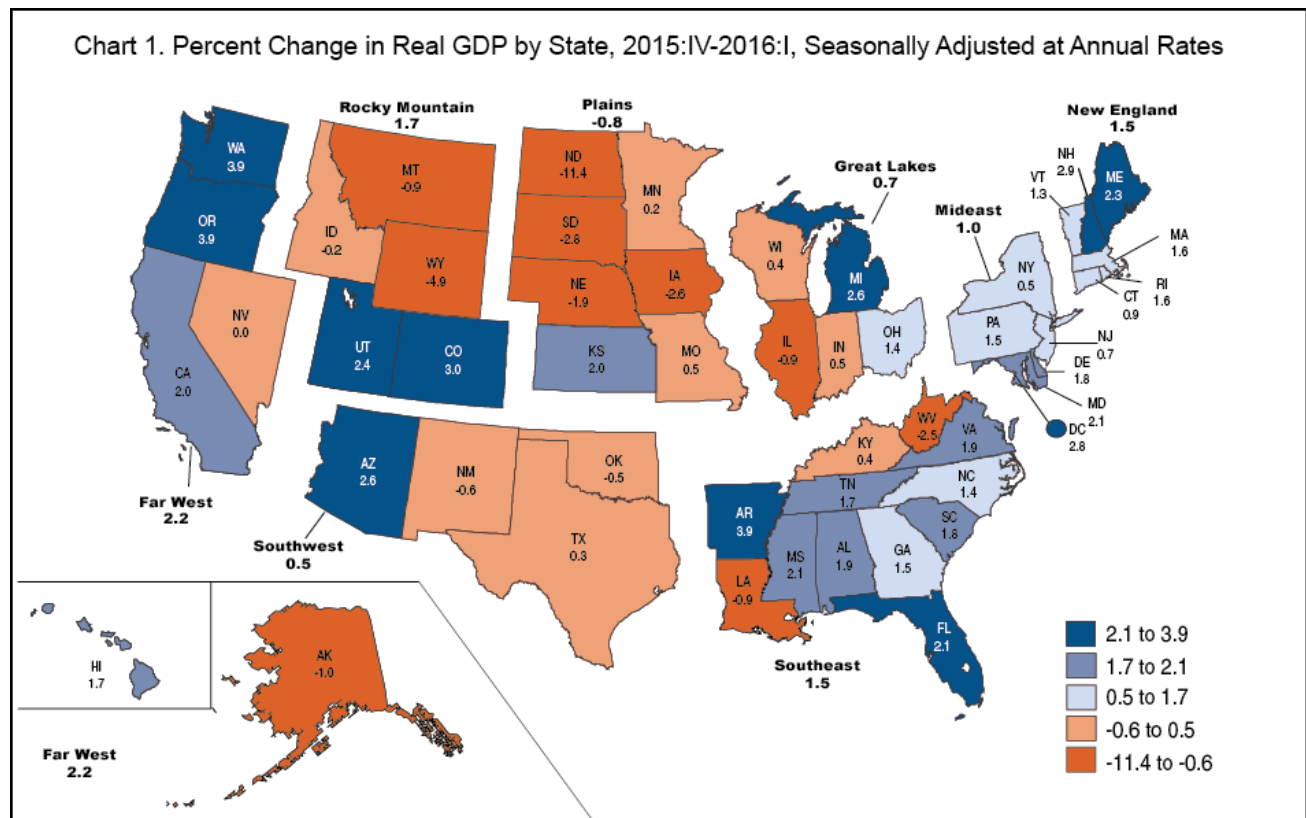 Chart 1. Percent Change in Real GDP by State, 2015:IV-2016:I, Seasonally Adjusted at Annual Rates
Rocky Mountain
1.7
Plains
-0.8
New England
1.5
Great Lakes
0.7
Mideast
1.0
WA
3.9
OR
3.9
CA
2.0
NV
0.0
ID
-0.2
MT
-0.9
WY
-4.9
UT
2.4
CO
3.0
ND
-11.4
SD
-2.8
NE
-1.9
KS
2.0
MN
0.2
IA
-2.6
MO
0.5
WI
0.4
IL
-0.9
IN
0.5
MI
2.6
OH
1.4
NH
2.9
VT
1.3
ME
2.3
MA
1.6
RI
1.6
CT
0.9
NY
0.5
PA
1.5
NJ
0.7
DE
1.8
MD
2.1
DC
2.8
AZ
2.6
NM
-0.6
OK
-0.5
TX
0.3
AR
3.9
LA
-0.9
KY
0.4
WV
-2.5
VA
1.9
TN
1.7
NC
1.4
SC
1.8
MS
2.1
AL
1.9
GA
1.5
FL
2.1
Far West
2.2
Southwest
0.5
Southeast
1.5
HI
1.7
AK
-1.0
Far West
2.2
2.1 to 3.9
1.7 to 2.1
0.5 to 1.7
-0.6 to 0.5
-11.4 to -0.6